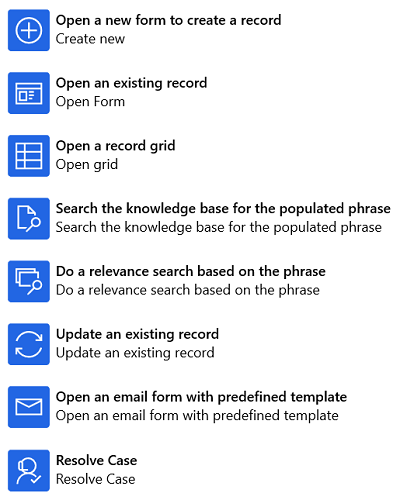 Open a new form to create a record
Create new
Open an existing record
Open Form
Open a record grid
Open grid
Search the knowledge base for the populated phrase
Search the knowledge base for the populated phrase
Do a relevance search based on the phrase
Do a relevance search based on the phrase
Update an existing record
Update an existing record
Open an email form with predefined template
Open an email form with predefined template
Resolve Case
Resolve Case